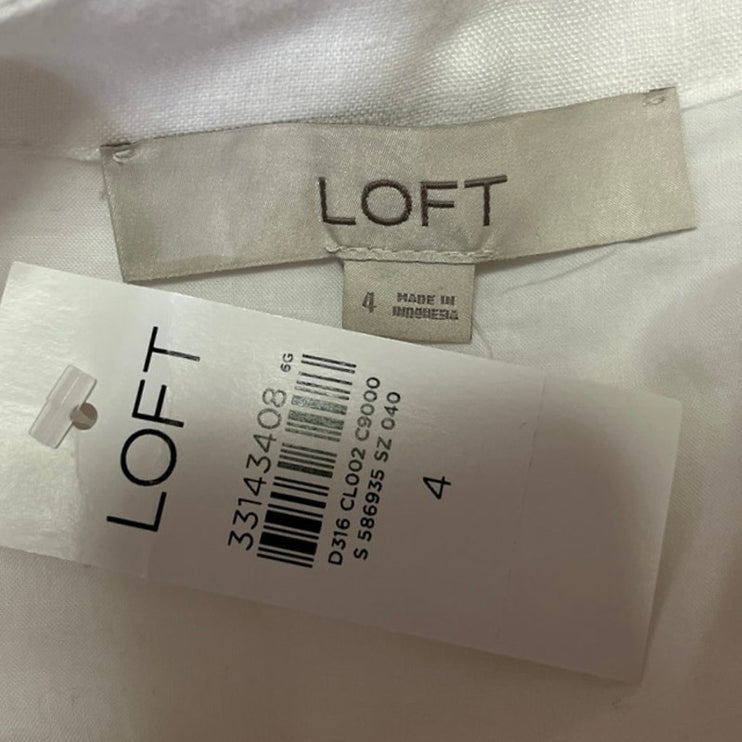 LOFT
4
MADE IN
INDONESIA
LOFT
33143408
6G
D316 CL002 C9000
S 586935 SZ 040
4